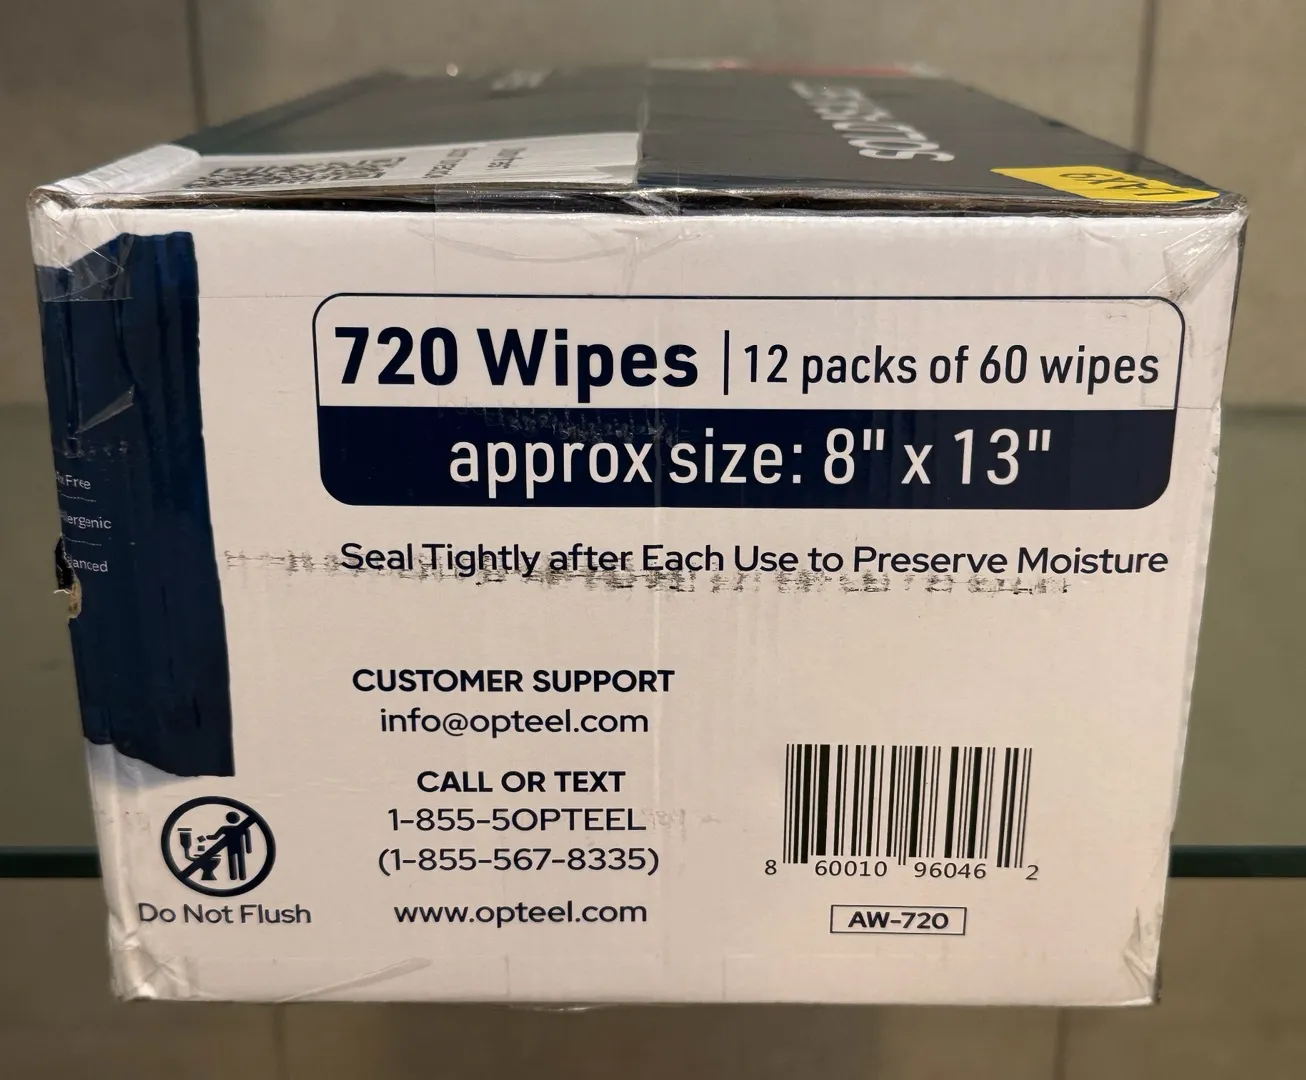 LAX9
720 Wipes | 12 packs of 60 wipes
approx size: 8" x 13"
Free
Seal Tightly after Each Use to Preserve Moisture
CUSTOMER SUPPORT
info@opteel.com
CALL OR TEXT
1-855-5OPTEEL
(1-855-567-8335)
www.opteel.com
Do Not Flush
8 60010 96046 2
AW-720